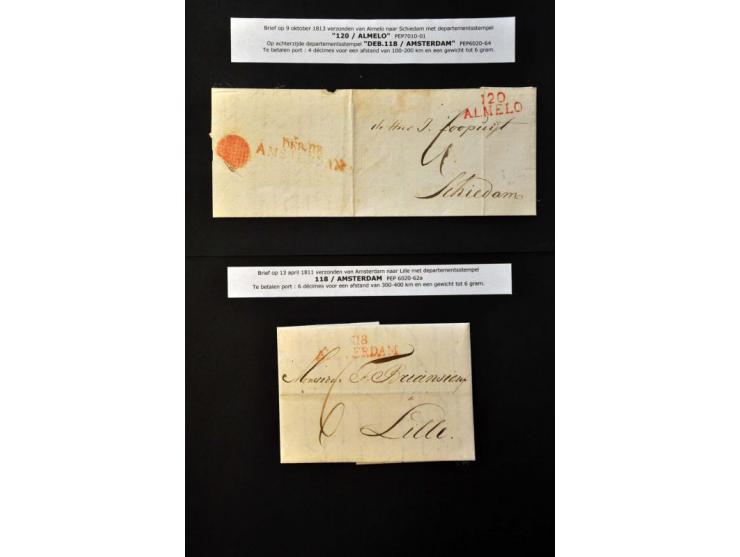 Brief op 9 oktober 1813 verzonden van Almelo naar Schiedam met departementsstempel
"120 / ALMELO" PEP7010-01
Op achterzijde departementsstempel "DEB.118 / AMSTERDAM" PEP6020-64
Te betalen port : 4 décimes voor een afstand van 100-200 km en een gewicht tot 6 gram.
120
ALMELO
DEB.118
AMSTERDAM
Schiedam
Brief op 13 april 1811 verzonden van Amsterdam naar Lille met departementsstempel
118 / AMSTERDAM PEP 6020-62a
Te betalen port : 6 décimes voor een afstand van 300-400 km en een gewicht tot 6 gram.
118
AMSTERDAM
6
Lille.